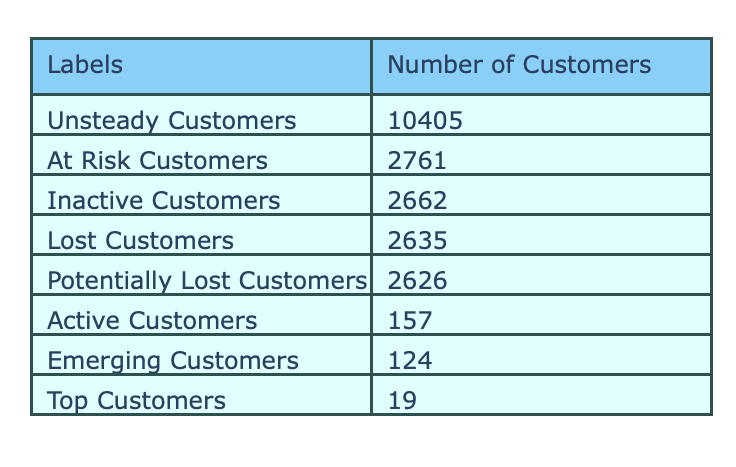 Labels Number of Customers
Unsteady Customers 10405
At Risk Customers 2761
Inactive Customers 2662
Lost Customers 2635
Potentially Lost Customers 2626
Active Customers 157
Emerging Customers 124
Top Customers 19